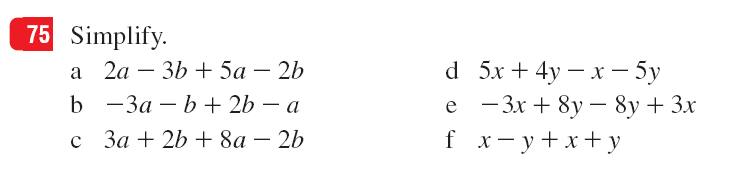 75 Simplify.
a 2a − 3b + 5a − 2b
b −3a − b + 2b − a
c 3a + 2b + 8a − 2b
d 5x + 4y − x − 5y
e −3x + 8y − 8y + 3x
f x − y + x + y